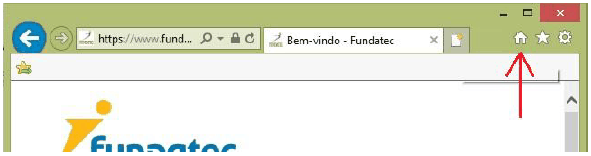 https://www.fund...
Bem-vindo - Fundatec
fundatec